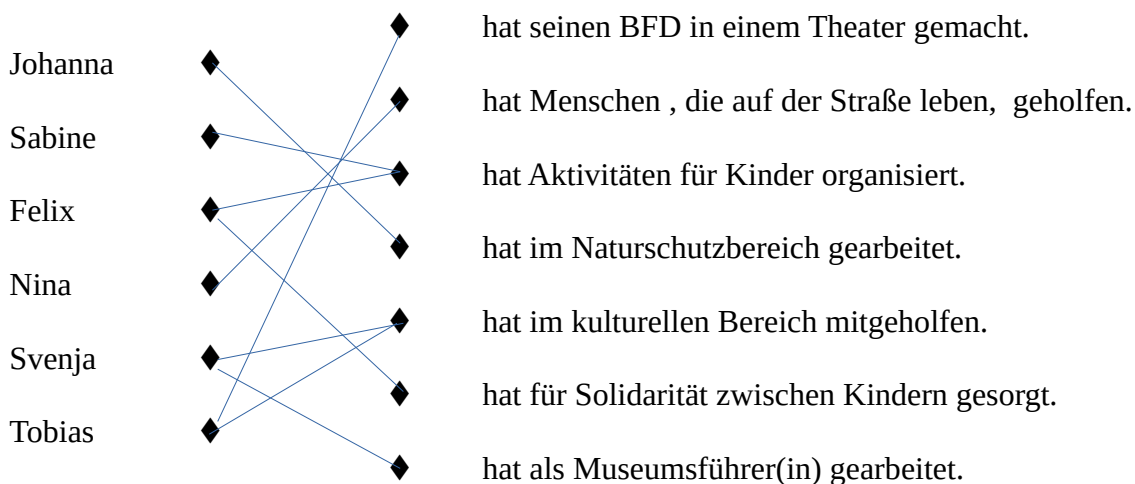 hat seinen BFD in einem Theater gemacht.
Johanna
hat Menschen , die auf der Straße leben, geholfen.
Sabine
hat Aktivitäten für Kinder organisiert.
Felix
hat im Naturschutzbereich gearbeitet.
Nina
hat im kulturellen Bereich mitgeholfen.
Svenja
hat für Solidarität zwischen Kindern gesorgt.
Tobias
hat als Museumsführer(in) gearbeitet.